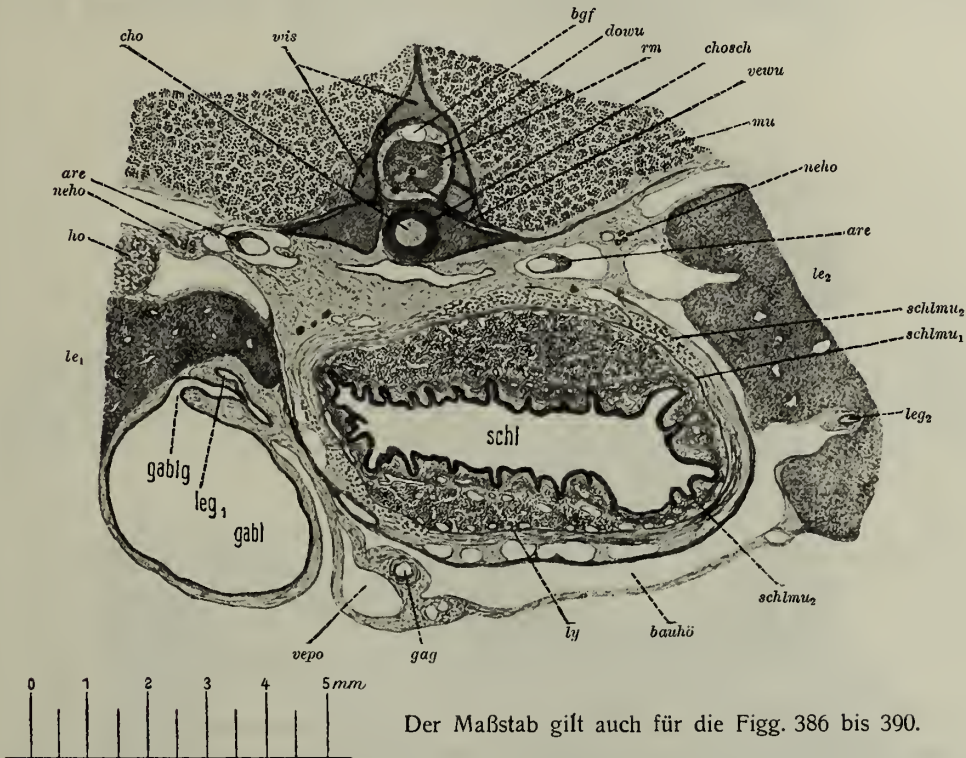 bgf
cho
vis
dowu
rm
chosch
vewu
mu
are
neho
neho
ho
are
le₂
schlmu₂
schlmu₁
le₁
leg₂
schl
gablg
leg₁
gabl
schlmu₂
ly
bauhö
vepo
gag
0 1 2 3 4 5 mm
Der Maßstab gilt auch für die Figg. 386 bis 390.